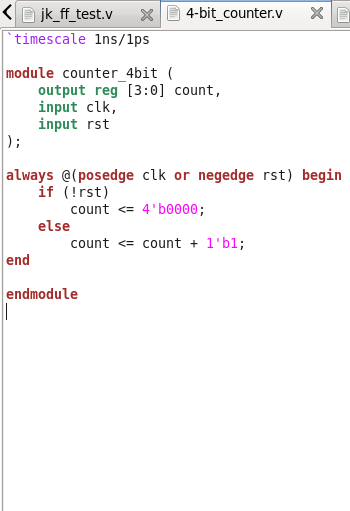 jk_ff_test.v 4-bit_counter.v
`timescale 1ns/1ps
module counter_4bit (
    output reg [3:0] count,
    input clk,
    input rst
);
always @(posedge clk or negedge rst) begin
    if (!rst)
        count <= 4'b0000;
    else
        count <= count + 1'b1;
end
endmodule